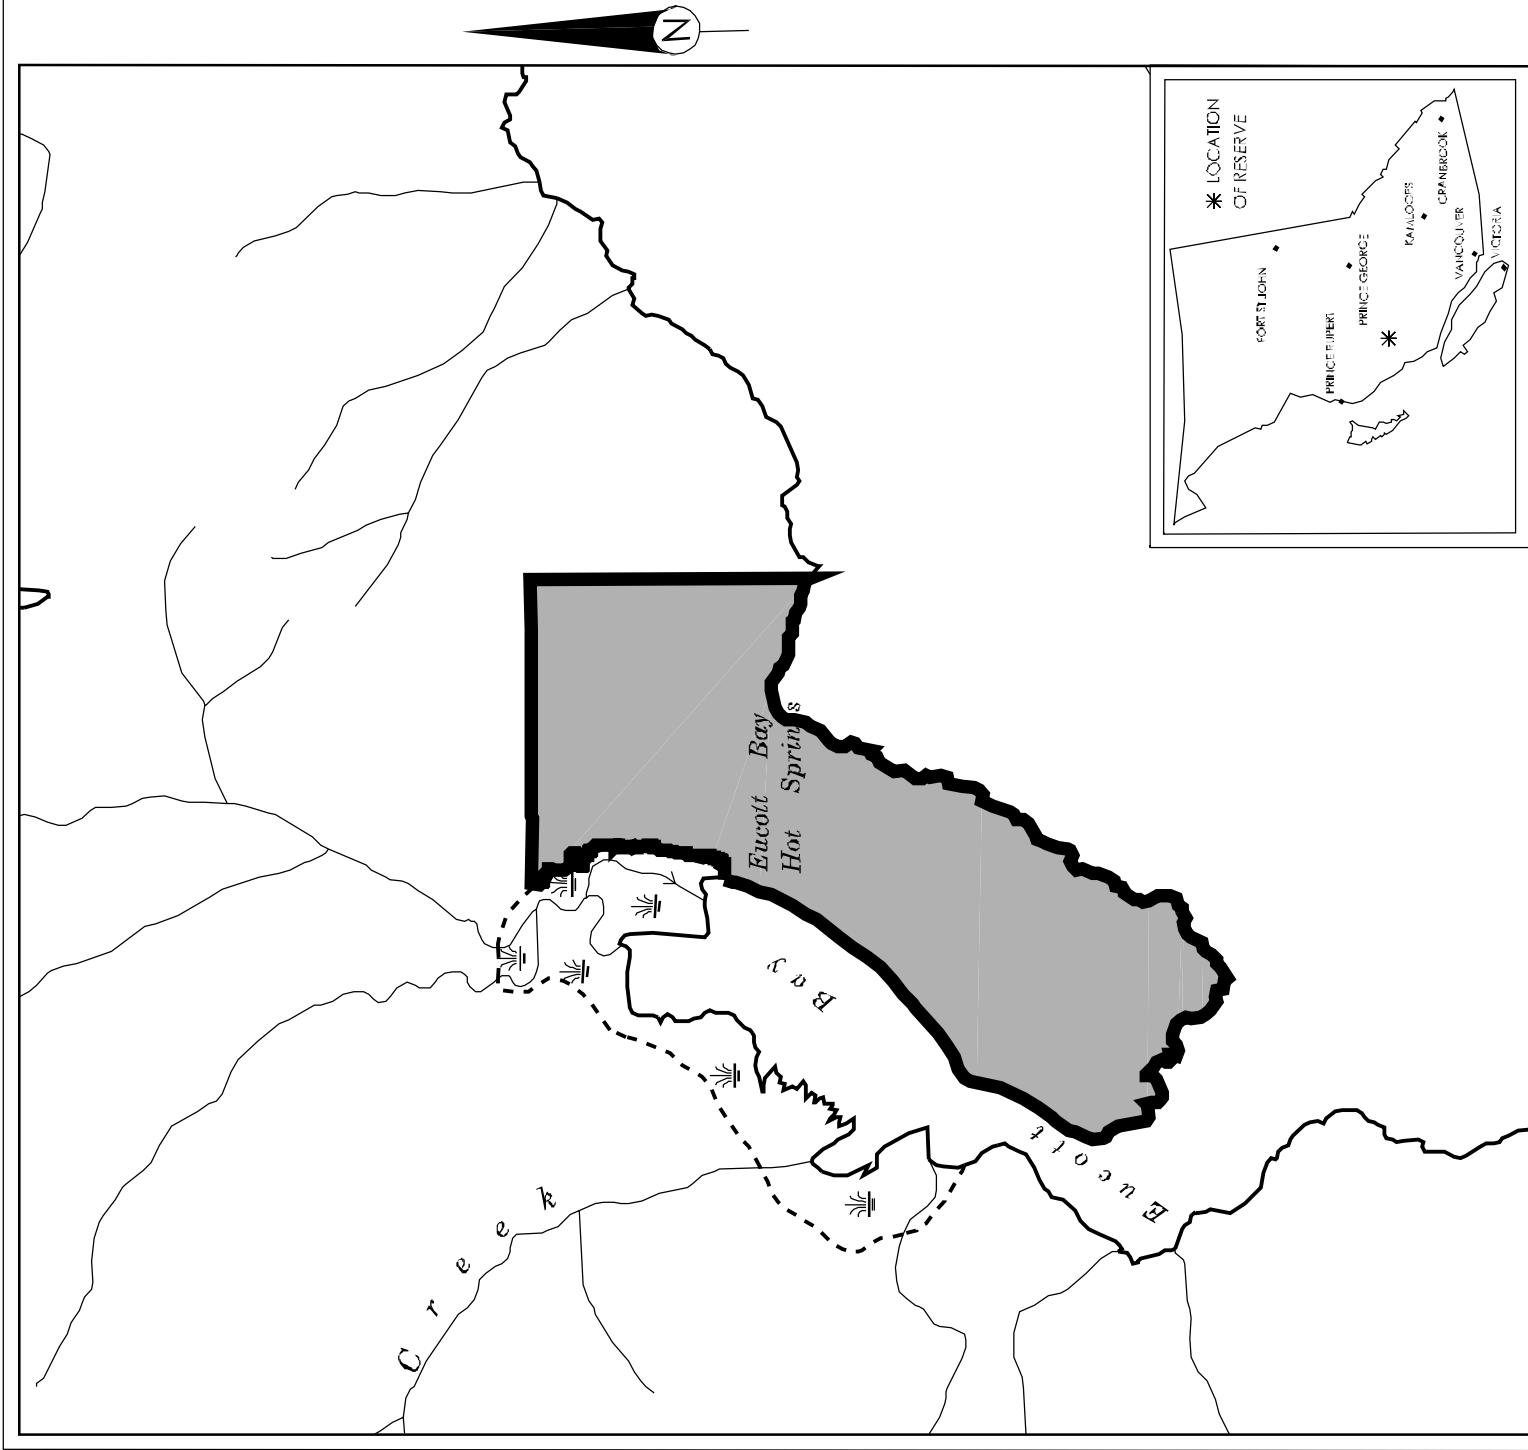 N
* LOCATION
OF RESERVE
FORT ST. JOHN
PRINCE RUPERT
PRINCE GEORGE
KAMLOOPS
CRANBROOK
VANCOUVER
VICTORIA
Eucott Bay
Hot Springs
Eucott Bay
Creek